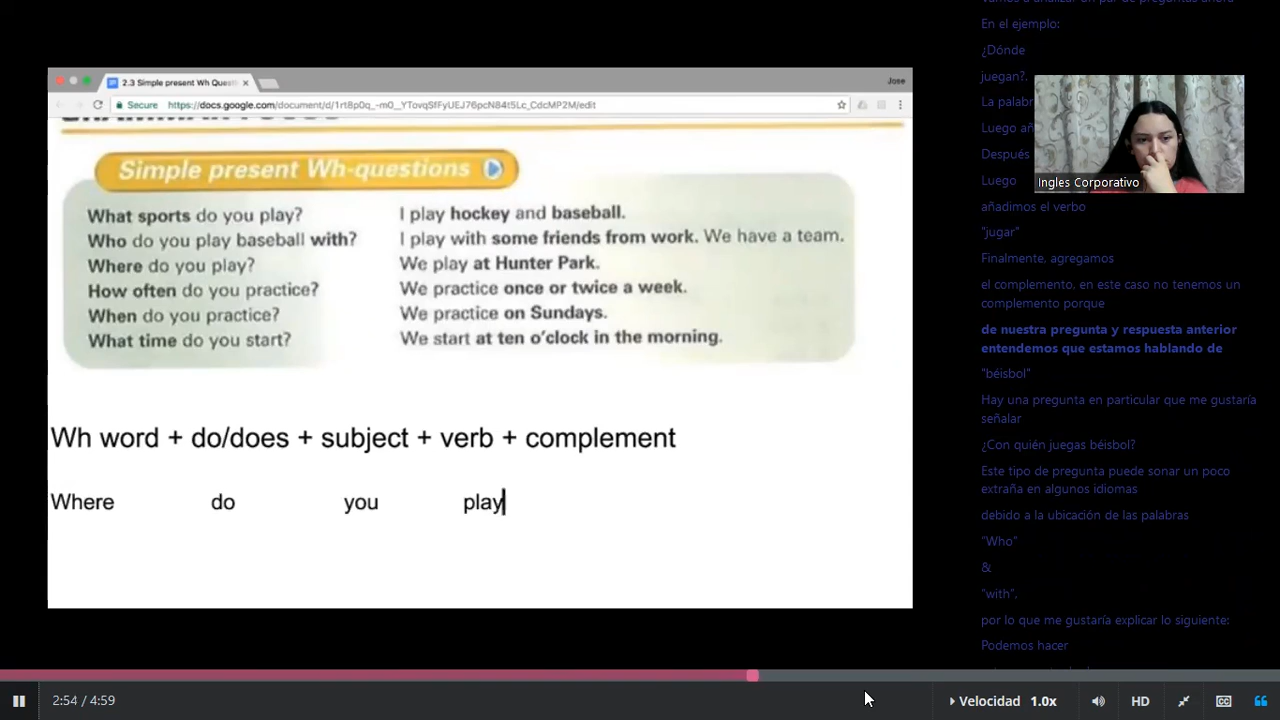 En el ejemplo:
¿Dónde
juegan?.
La palabr
Luego añ
Después
Luego
añadimos el verbo
"jugar"
Finalmente, agregamos
el complemento, en este caso no tenemos un
complemento porque
de nuestra pregunta y respuesta anterior
entendemos que estamos hablando de
"béisbol"
Hay una pregunta en particular que me gustaría
señalar
¿Con quién juegas béisbol?
Este tipo de pregunta puede sonar un poco
extraña en algunos idiomas
debido a la ubicación de las palabras
"Who"
&
"with",
por lo que me gustaría explicar lo siguiente:
Podemos hacer
Ingles Corporativo
2.3 Simple present Wh Quest
Jose
Secure https://docs.google.com/document/d/1rt8p0q_-m0__YTovqSfFyUEJ76pcN84t5Lc_CdcMP2M/edit
Simple present Wh-questions
What sports do you play? I play hockey and baseball.
Who do you play baseball with? I play with some friends from work. We have a team.
Where do you play? We play at Hunter Park.
How often do you practice? We practice once or twice a week.
When do you practice? We practice on Sundays.
What time do you start? We start at ten o'clock in the morning.
Wh word + do/does + subject + verb + complement
Where do you play
2:54 / 4:59
Velocidad 1.0x
HD
CC